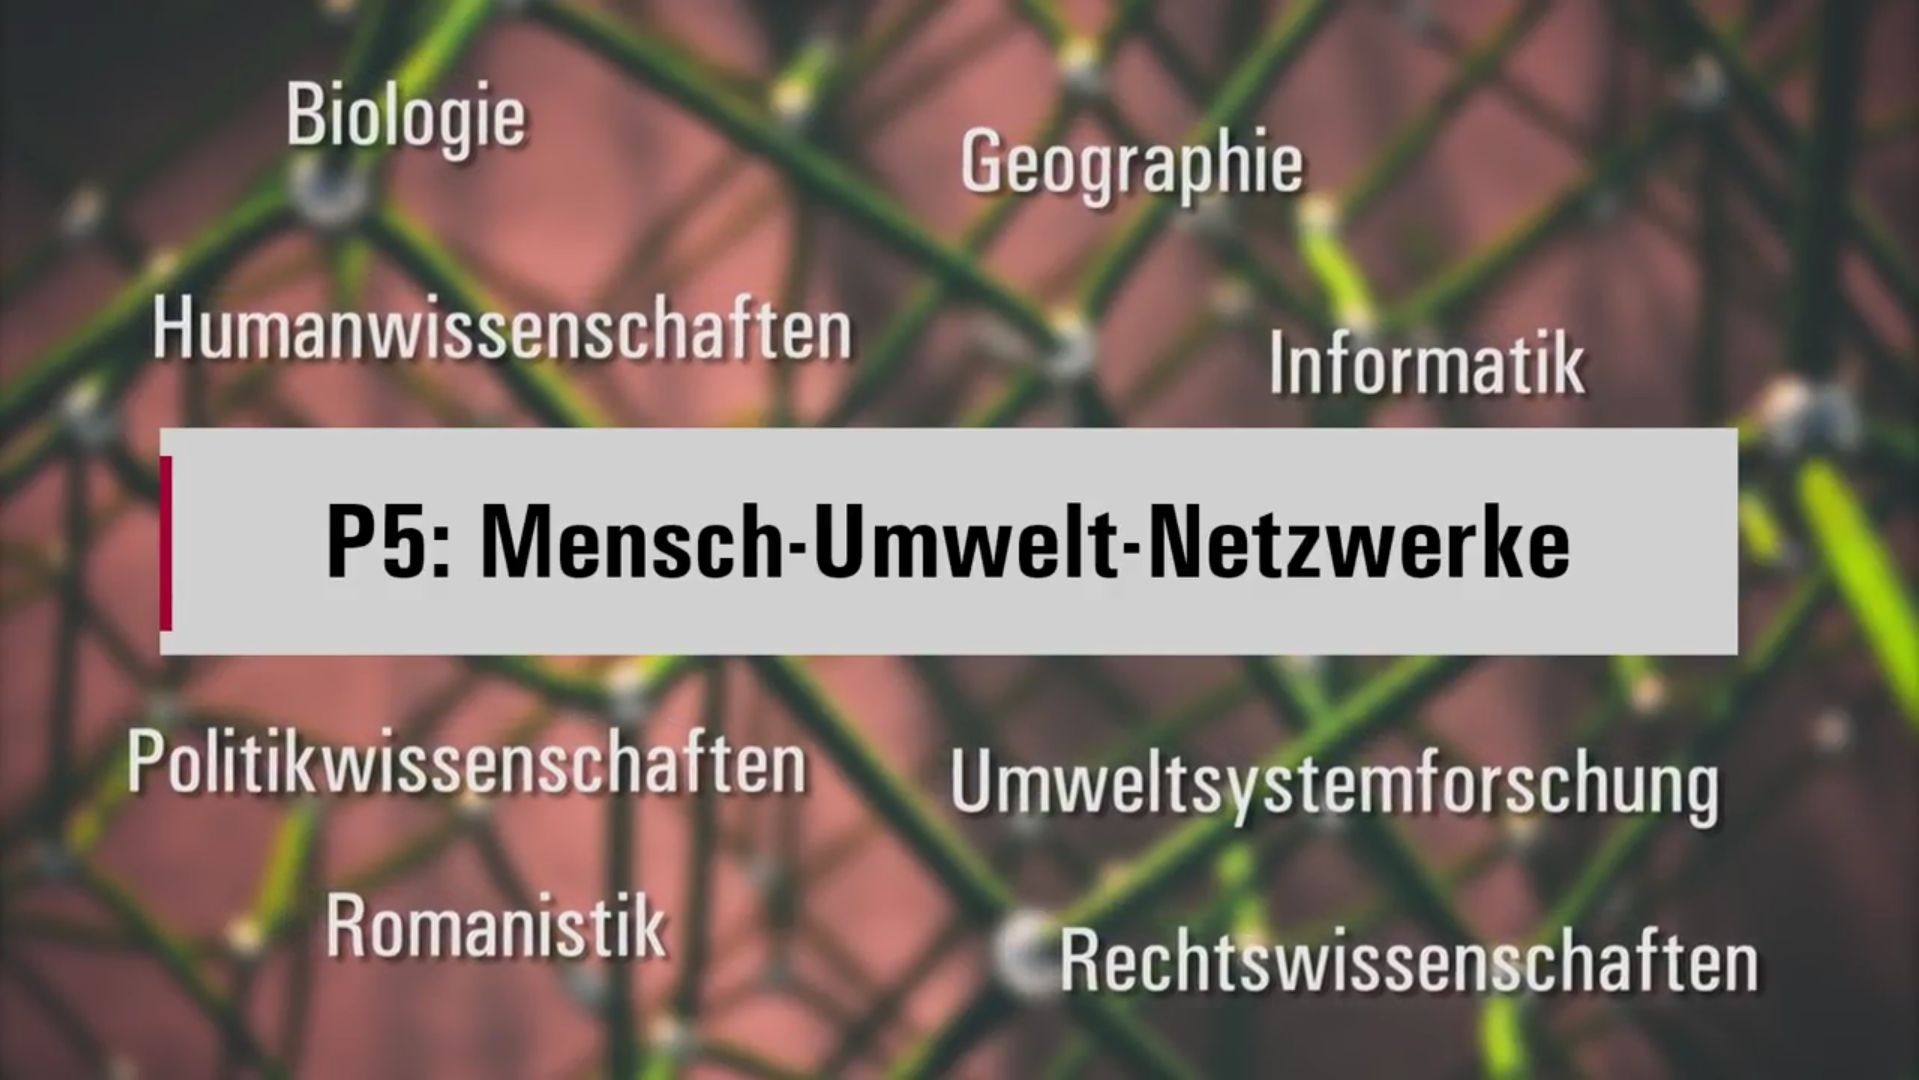 Biologie
Geographie
Humanwissenschaften
Informatik
P5: Mensch-Umwelt-Netzwerke
Politikwissenschaften
Umweltsystemforschung
Romanistik
Rechtswissenschaften